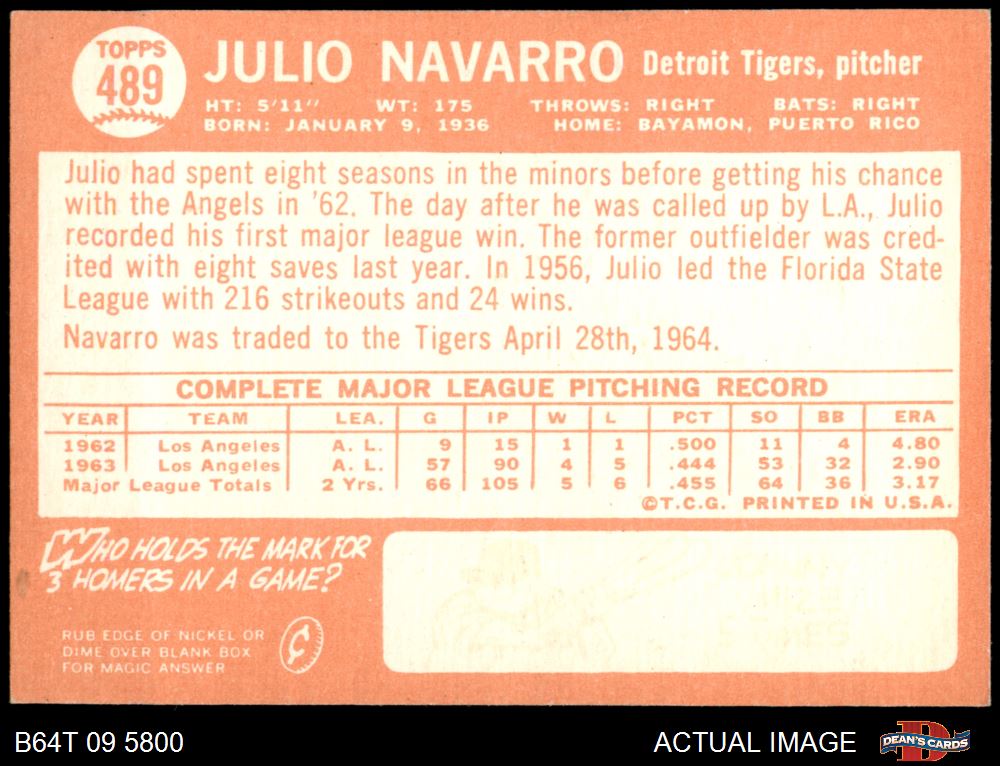 TOPPS
489
JULIO NAVARRO Detroit Tigers, pitcher
HT: 5'11" WT: 175 THROWS: RIGHT BATS: RIGHT
BORN: JANUARY 9, 1936 HOME: BAYAMON, PUERTO RICO
Julio had spent eight seasons in the minors before getting his chance
with the Angels in '62. The day after he was called up by L.A., Julio
recorded his first major league win. The former outfielder was cred-
ited with eight saves last year. In 1956, Julio led the Florida State
League with 216 strikeouts and 24 wins.
Navarro was traded to the Tigers April 28th, 1964.
COMPLETE MAJOR LEAGUE PITCHING RECORD
YEAR TEAM LEA. G IP W L PCT SO BB ERA
1962 Los Angeles A. L. 9 15 1 1 .500 11 4 4.80
1963 Los Angeles A. L. 57 90 4 5 .444 53 32 2.90
Major League Totals 2 Yrs. 66 105 5 6 .455 64 36 3.17
©T.C.G. PRINTED IN U.S.A.
WHO HOLDS THE MARK FOR
3 HOMERS IN A GAME?
RUB EDGE OF NICKEL OR
DIME OVER BLANK BOX
FOR MAGIC ANSWER
¢
B64T 09 5800
ACTUAL IMAGE
D
DEAN'S CARDS